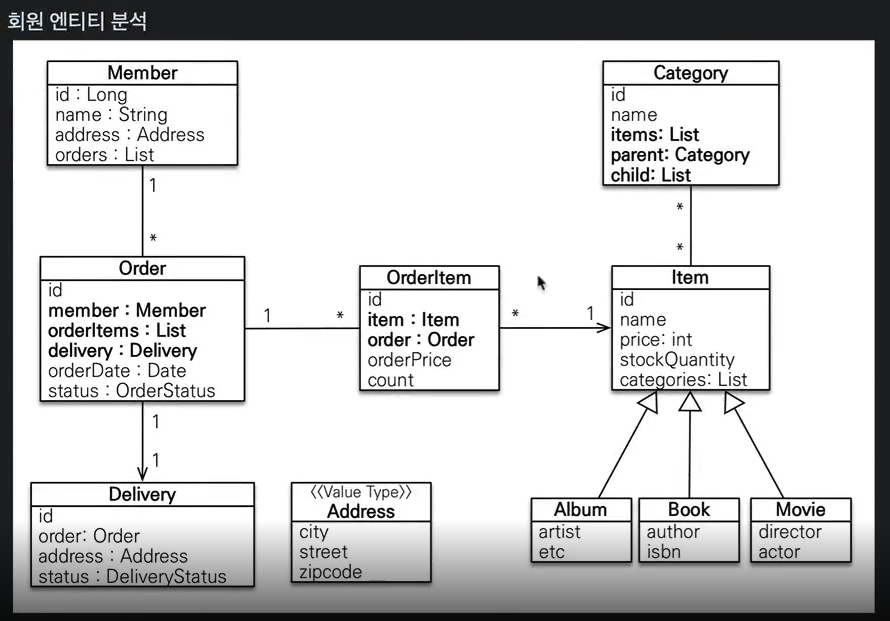 회원 엔티티 분석
Member
id : Long
name : String
address : Address
orders : List
Category
id
name
items: List
parent: Category
child: List
1
*
*
*
Order
id
member : Member
orderItems : List
delivery : Delivery
orderDate : Date
status : OrderStatus
1
*
OrderItem
id
item : Item
order : Order
orderPrice
count
*
1
Item
id
name
price: int
stockQuantity
categories: List
1
1
Delivery
id
order: Order
address : Address
status : DeliveryStatus
<<Value Type>>
Address
city
street
zipcode
Album
artist
etc
Book
author
isbn
Movie
director
actor